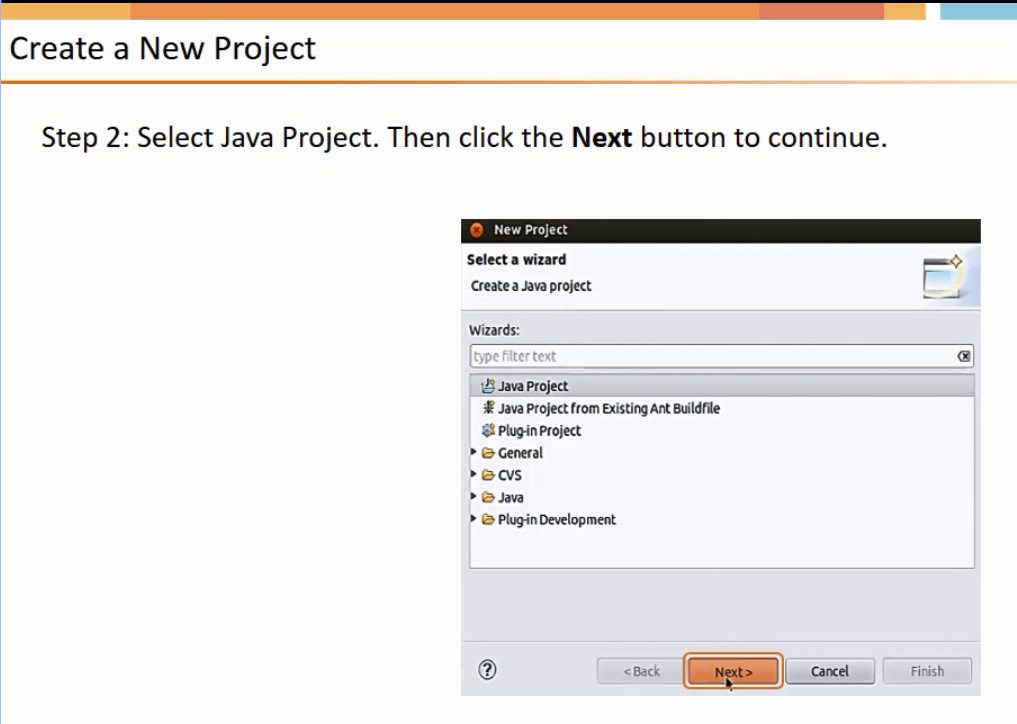 Create a New Project
Step 2: Select Java Project. Then click the Next button to continue.
New Project
Select a wizard
Create a Java project
Wizards:
type filter text
Java Project
Java Project from Existing Ant Buildfile
Plug-in Project
General
CVS
Java
Plug-in Development
?
< Back Next > Cancel Finish